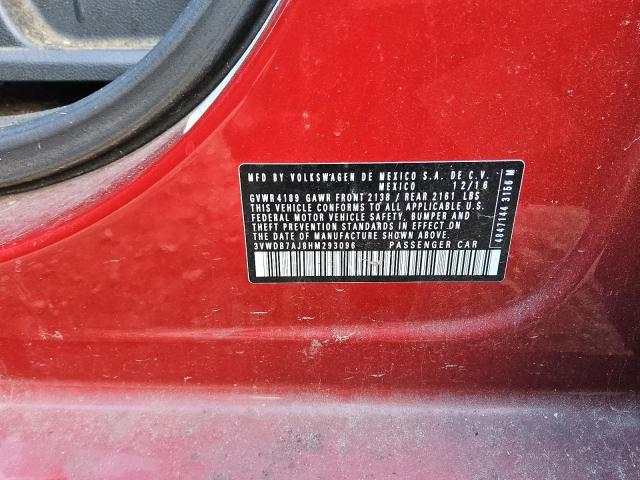 MFD BY VOLKSWAGEN DE MEXICO S.A. DE C.V.
MEXICO 12/16
GVWR 4189 GAWR FRONT 2138 / REAR 2161 LBS
THIS VEHICLE CONFORMS TO ALL APPLICABLE U.S.
FEDERAL MOTOR VEHICLE SAFETY, BUMPER AND
THEFT PREVENTION STANDARDS IN EFFECT ON
THE DATE OF MANUFACTURE SHOWN ABOVE.
3VWDB7AJ8HM293096 PASSENGER CAR
4847144 3156 M